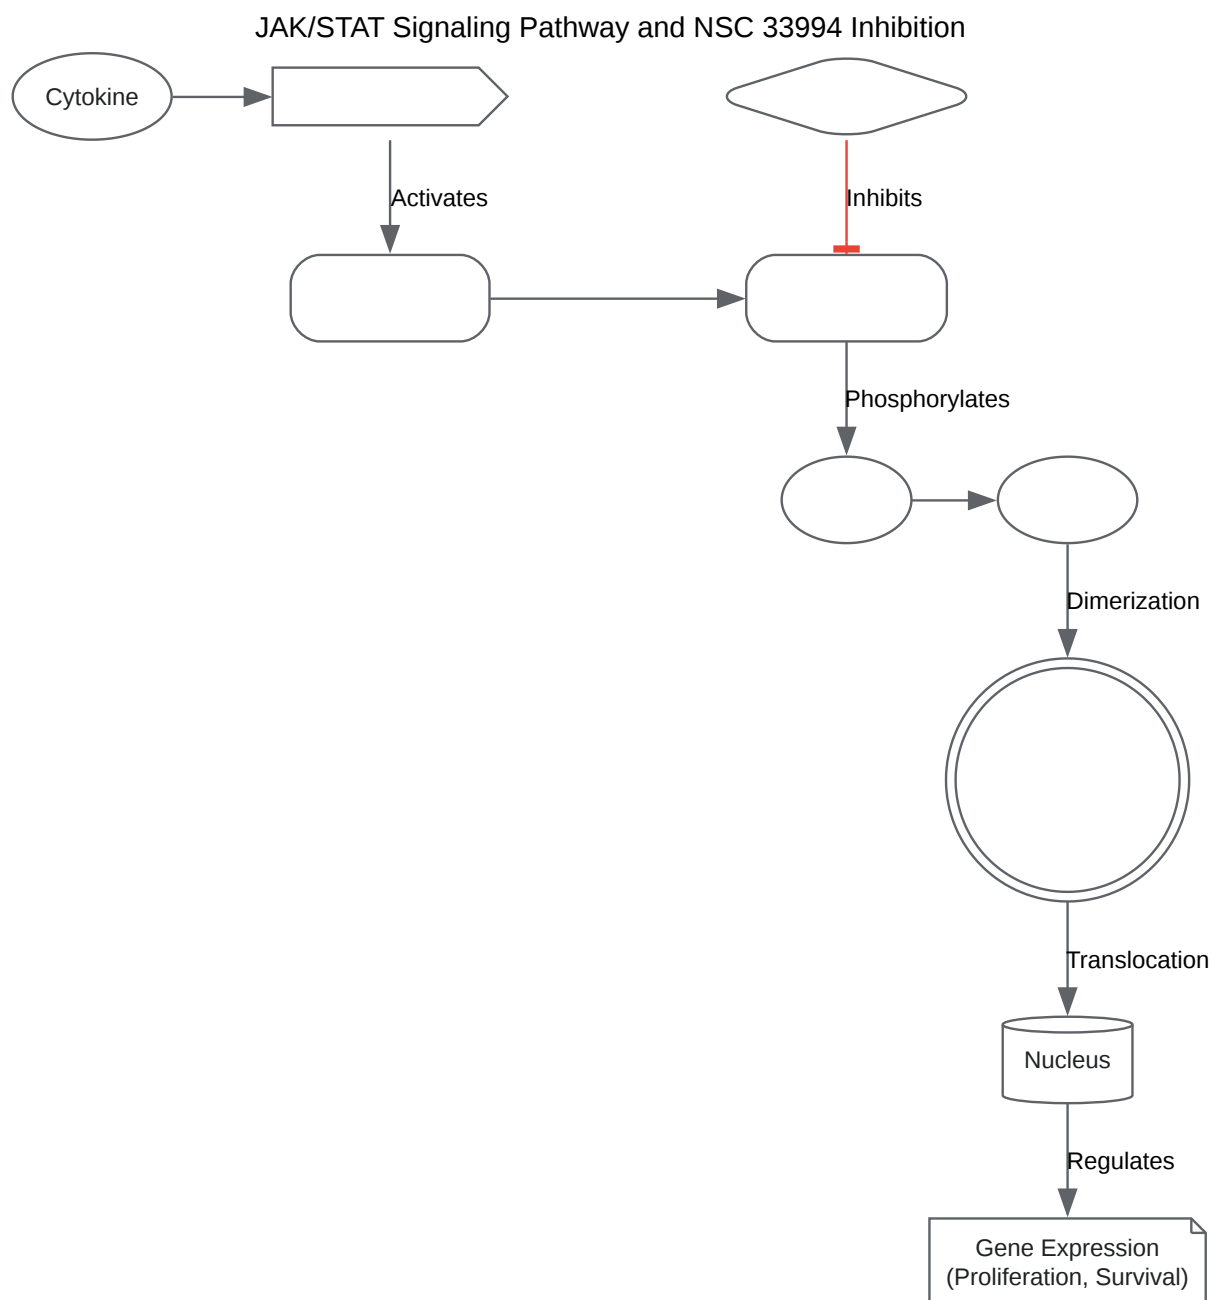 JAK/STAT Signaling Pathway and NSC 33994 Inhibition
Cytokine
Activates
Inhibits
Phosphorylates
Dimerization
Translocation
Nucleus
Regulates
Gene Expression
(Proliferation, Survival)